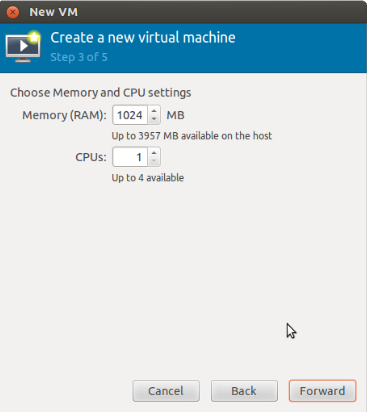 New VM
Create a new virtual machine
Step 3 of 5
Choose Memory and CPU settings
Memory (RAM): 1024 MB
Up to 3957 MB available on the host
CPUs: 1
Up to 4 available
Cancel Back Forward